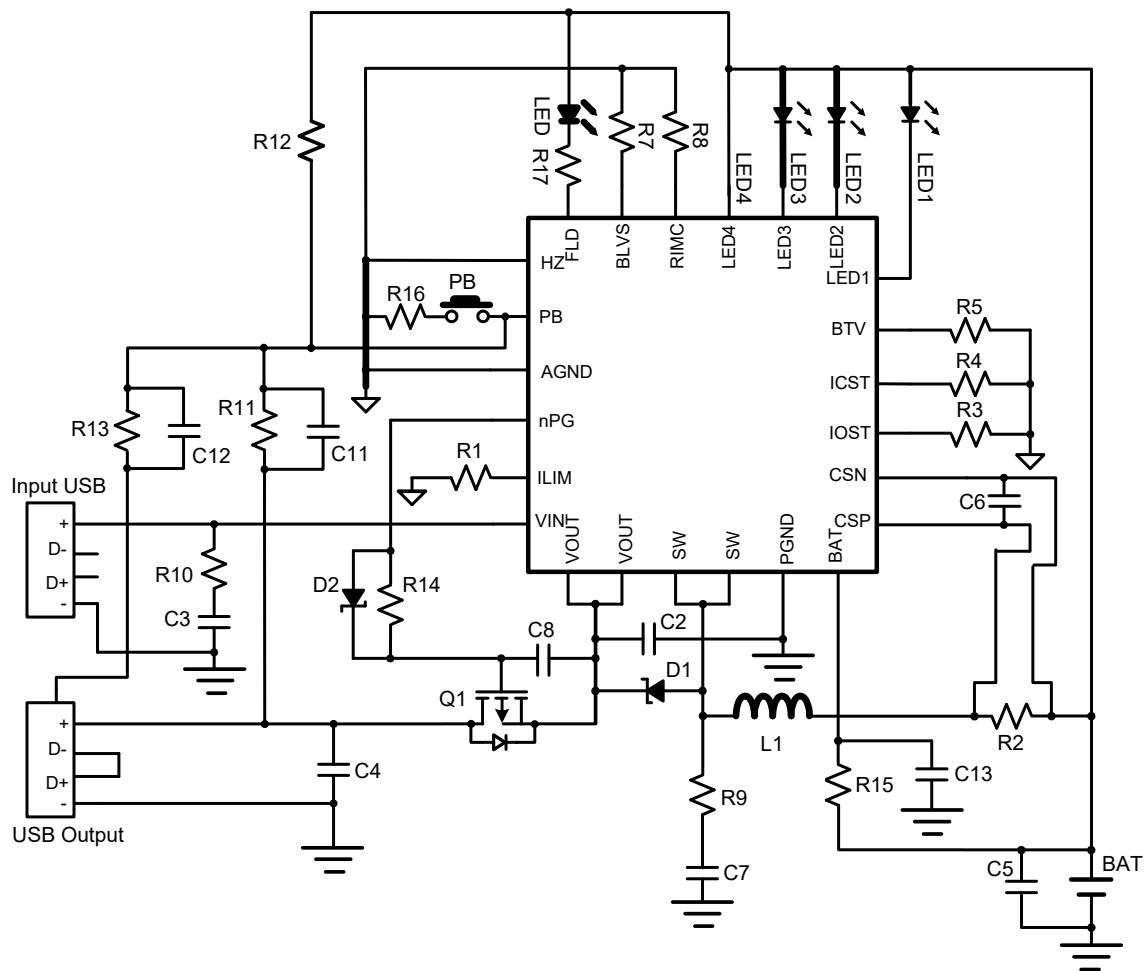 R12
LED
R17
R7
R8
LED4
LED3
LED2
LED1
FLD
BLVS
RIMC
LED4
LED3
LED2
LED1
HZ
PB
R16
PB
AGND
nPG
ILIM
VIN
R1
BTV
ICST
IOST
CSN
CSP
R5
R4
R3
C6
VOUT
VOUT
SW
SW
PGND
BAT
R13
C12
R11
C11
Input USB
+
D-
D+
-
R10
C3
D2
R14
C8
C2
D1
Q1
L1
R2
+
D-
D+
-
USB Output
C4
R9
C7
R15
C13
C5
BAT